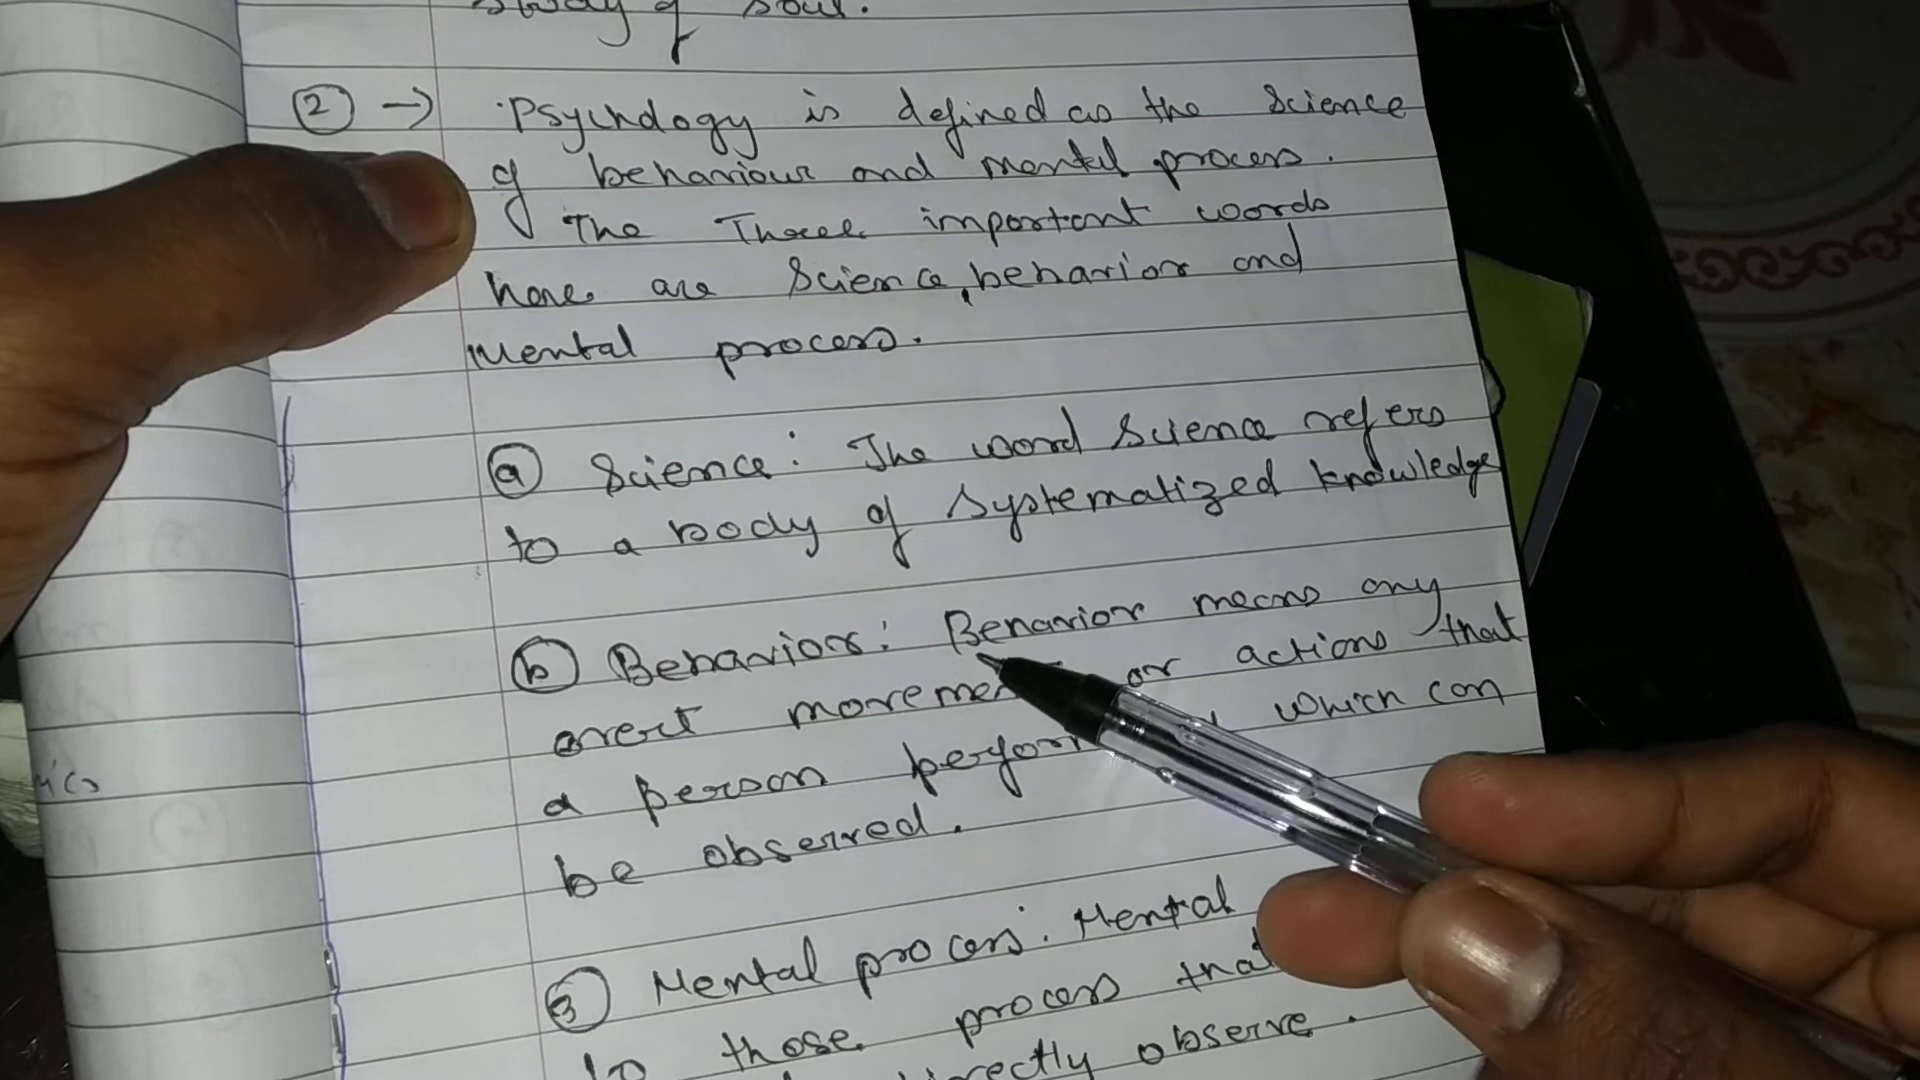 study of soul.
② → Psychology is defined as the science
of behaviour and mental process.
The Three important words
here are Science, behavior and
Mental process.
ⓐ Science: The word Science refers
to a body of systematized knowledge
ⓑ Behavior: Behavior means any
overt or actions that
a person which can
be observed.
③ Mental process: Mental
to those process that
observe.